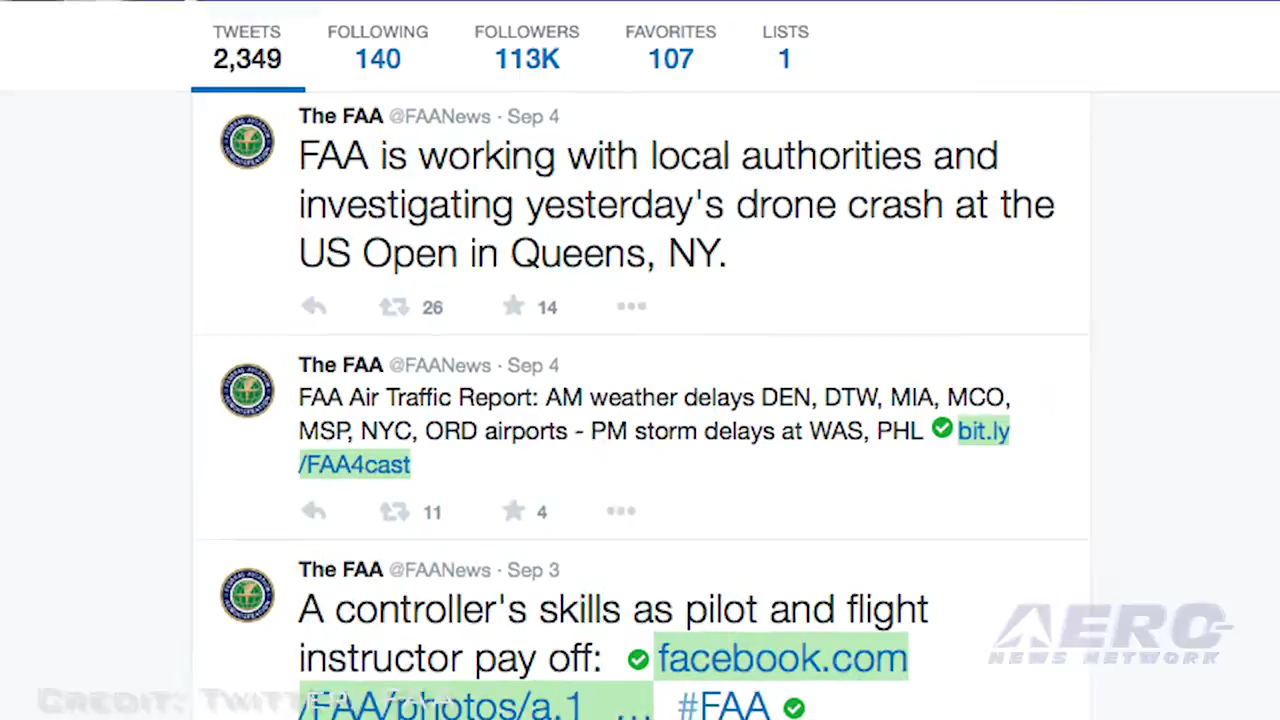 TWEETS FOLLOWING FOLLOWERS FAVORITES LISTS
2,349 140 113K 107 1
The FAA @FAANews · Sep 4
FAA is working with local authorities and
investigating yesterday's drone crash at the
US Open in Queens, NY.
26 14
The FAA @FAANews · Sep 4
FAA Air Traffic Report: AM weather delays DEN, DTW, MIA, MCO,
MSP, NYC, ORD airports - PM storm delays at WAS, PHL bit.ly
/FAA4cast
11 4
The FAA @FAANews · Sep 3
A controller's skills as pilot and flight
instructor pay off: facebook.com
/FAA/photos/a.1 ... #FAA
AERO
NEWS NETWORK
Credit: Twitter, FAA